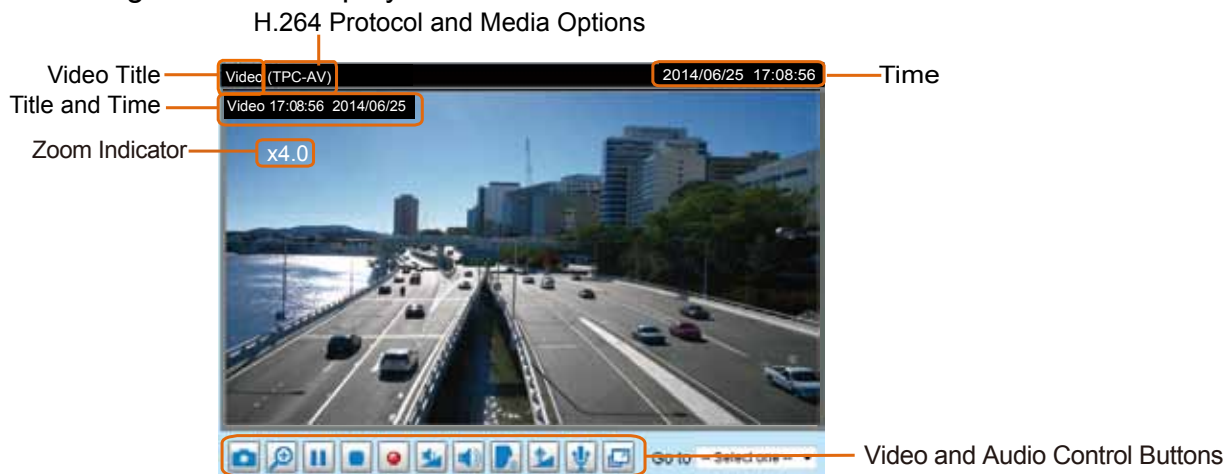 H.264 Protocol and Media Options
Video Title
Video (TPC-AV)
2014/06/25 17:08:56
Time
Title and Time
Video 17:08:56 2014/06/25
Zoom Indicator
x4.0
Go to
-- Select one --
Video and Audio Control Buttons